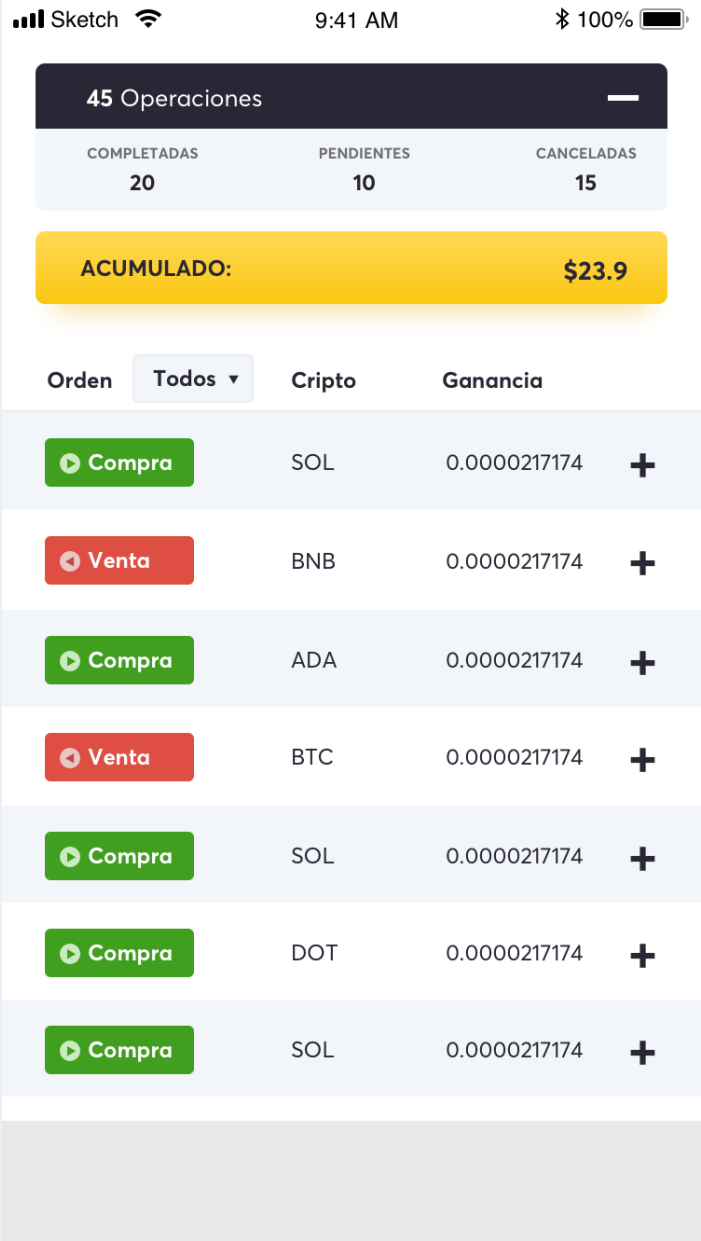 Sketch 9:41 AM 100%
45 Operaciones
COMPLETADAS PENDIENTES CANCELADAS
20 10 15
ACUMULADO: $23.9
Orden Todos Cripto Ganancia
Compra SOL 0.0000217174
Venta BNB 0.0000217174
Compra ADA 0.0000217174
Venta BTC 0.0000217174
Compra SOL 0.0000217174
Compra DOT 0.0000217174
Compra SOL 0.0000217174